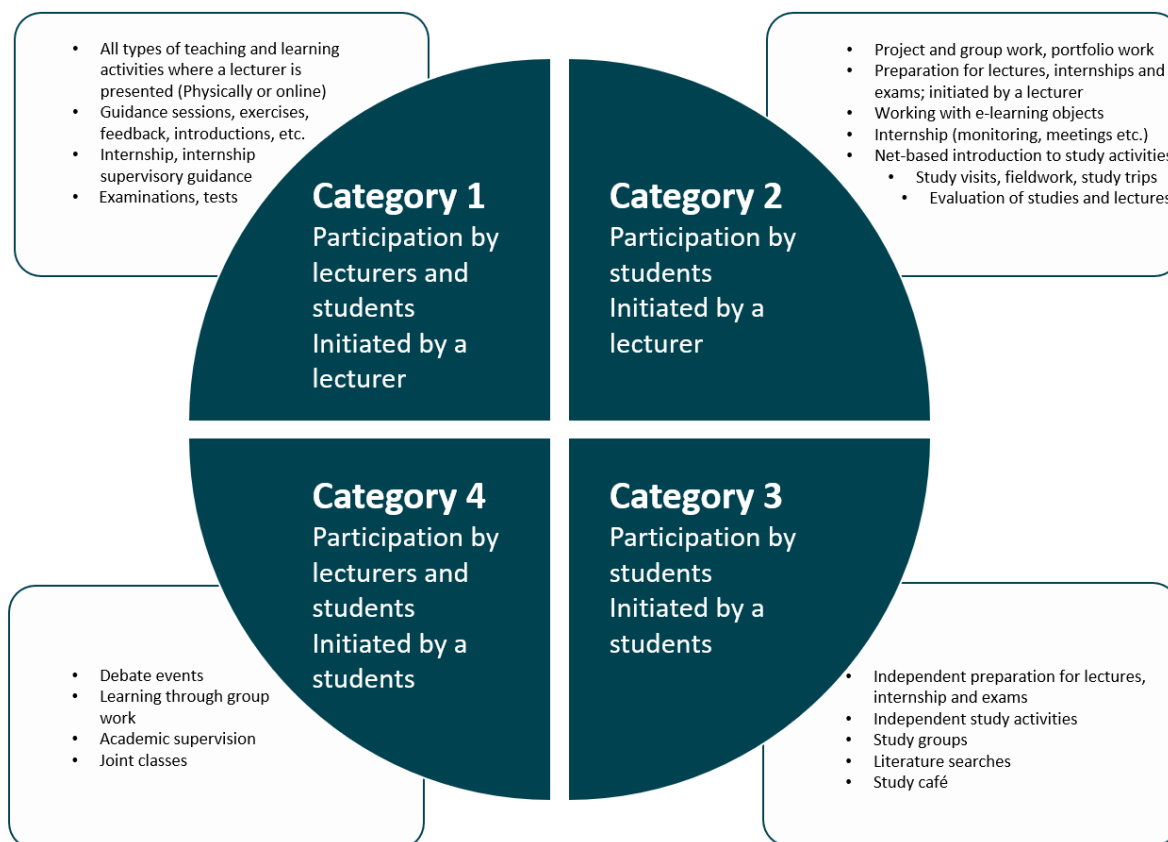 • All types of teaching and learning
activities where a lecturer is
presented (Physically or online)
• Guidance sessions, exercises,
feedback, introductions, etc.
• Internship, internship
supervisory guidance
• Examinations, tests
Category 1
Participation by
lecturers and
students
Initiated by a
lecturer
• Project and group work, portfolio work
• Preparation for lectures, internships and
exams; initiated by a lecturer
• Working with e-learning objects
• Internship (monitoring, meetings etc.)
• Net-based introduction to study activities
• Study visits, fieldwork, study trips
• Evaluation of studies and lectures
Category 2
Participation by
students
Initiated by a
lecturer
Category 4
Participation by
lecturers and
students
Initiated by a
students
• Debate events
• Learning through group
work
• Academic supervision
• Joint classes
Category 3
Participation by
students
Initiated by a
students
• Independent preparation for lectures,
internship and exams
• Independent study activities
• Study groups
• Literature searches
• Study café